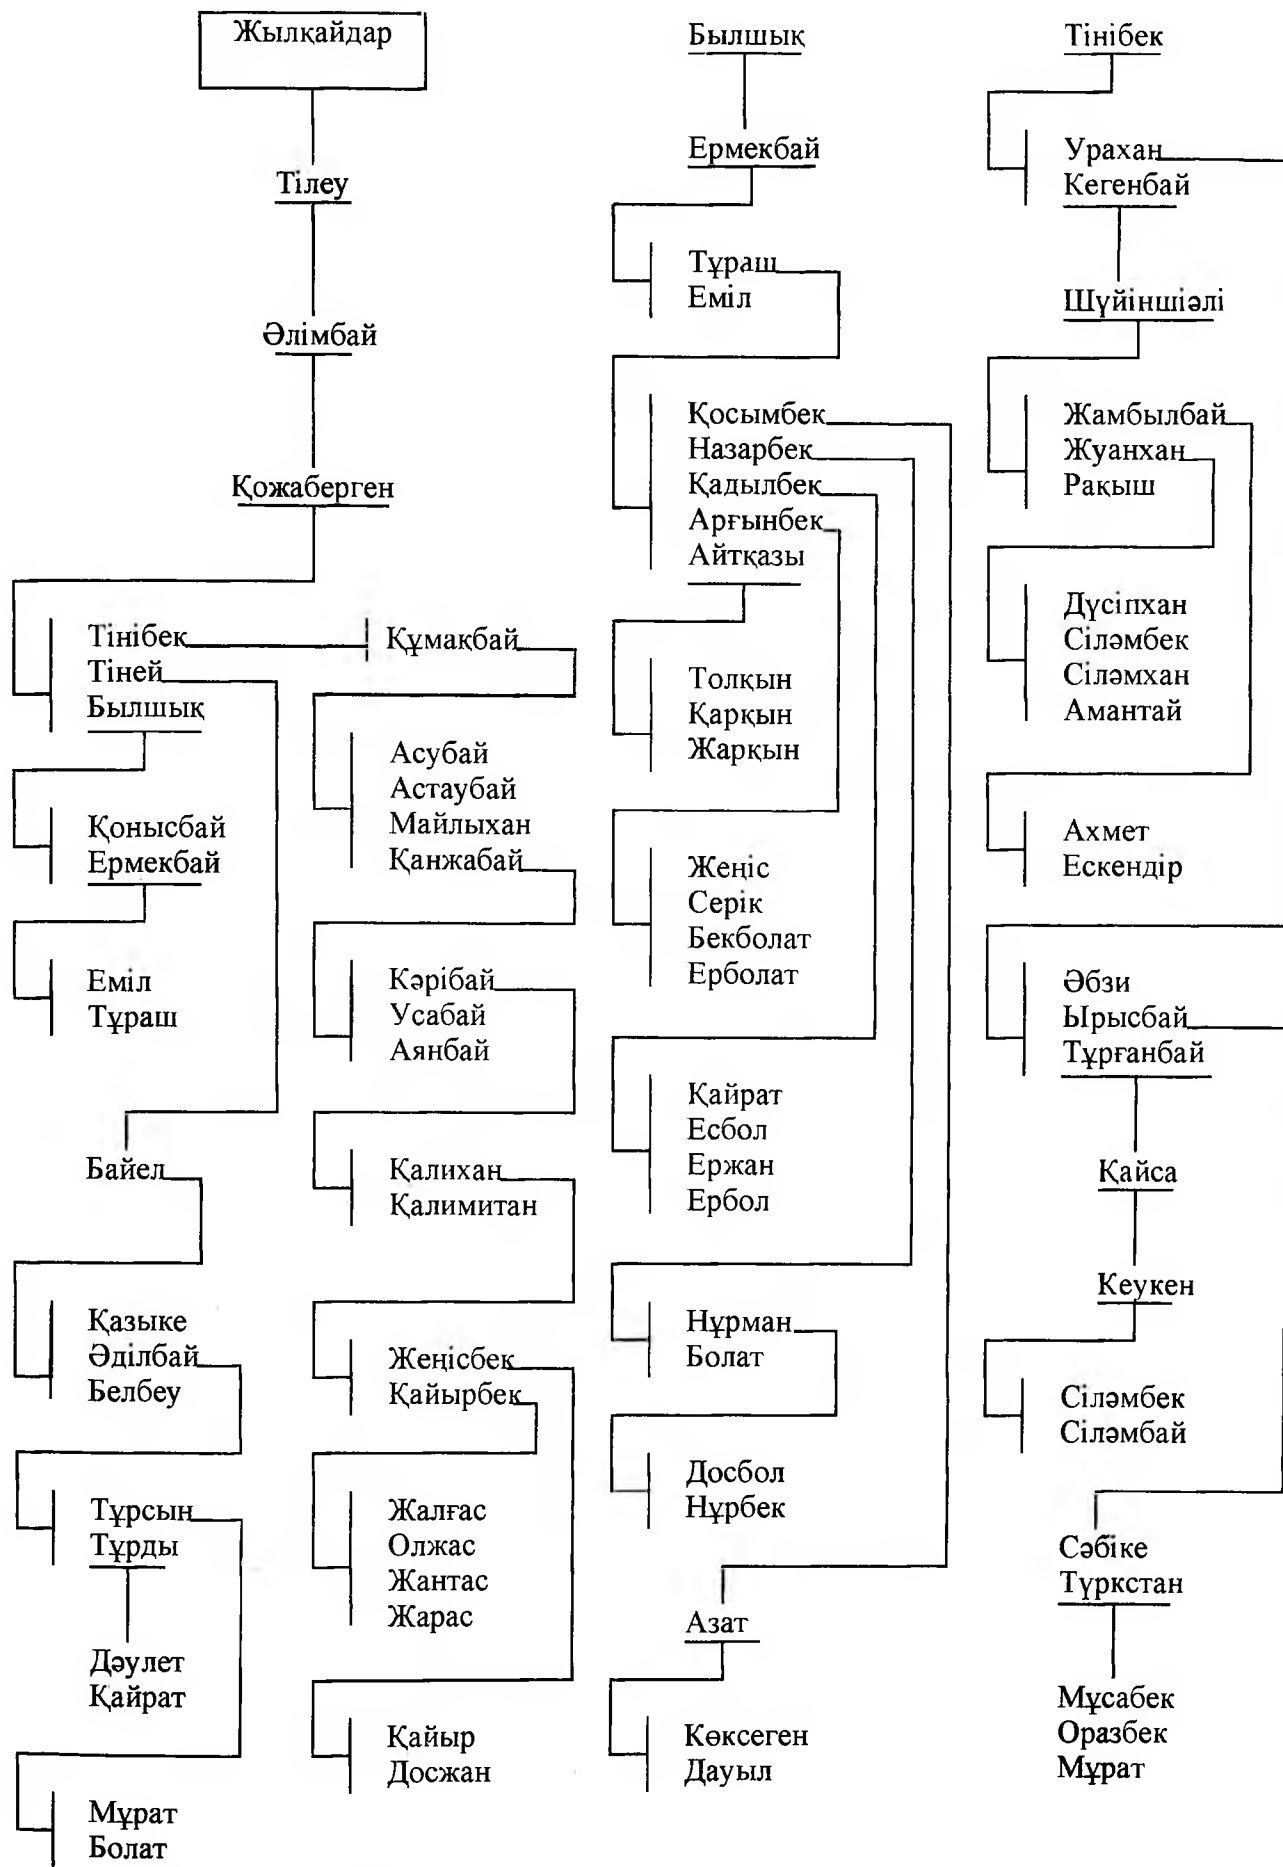 Жылқайдар
Тілеу
Әлімбай
Қожаберген
Тінібек
Тіней
Былшық
Қонысбай
Ермекбай
Еміл
Тұраш
Байел
Қазыке
Әділбай
Белбеу
Тұрсын
Тұрды
Дәулет
Қайрат
Мұрат
Болат
Құмақбай
Асубай
Астаубай
Майлыхан
Қанжабай
Кәрібай
Усабай
Аянбай
Қалихан
Қалимитан
Жеңісбек
Қайырбек
Жалғас
Олжас
Жантас
Жарас
Қайыр
Досжан
Былшық
Ермекбай
Тұраш
Еміл
Қосымбек
Назарбек
Қадылбек
Арғынбек
Айтқазы
Толқын
Қарқын
Жарқын
Жеңіс
Серік
Бекболат
Ерболат
Қайрат
Есбол
Ержан
Ербол
Нұрман
Болат
Досбол
Нұрбек
Азат
Көксеген
Дауыл
Тінібек
Урахан
Кегенбай
Шүйіншіәлі
Жамбылбай
Жуанхан
Рақыш
Дүсіпхан
Сіләмбек
Сіләмхан
Амантай
Ахмет
Ескендір
Әбзи
Ырысбай
Тұрғанбай
Қайса
Кеукен
Сіләмбек
Сіләмбай
Сәбіке
Түркстан
Мұсабек
Оразбек
Мұрат